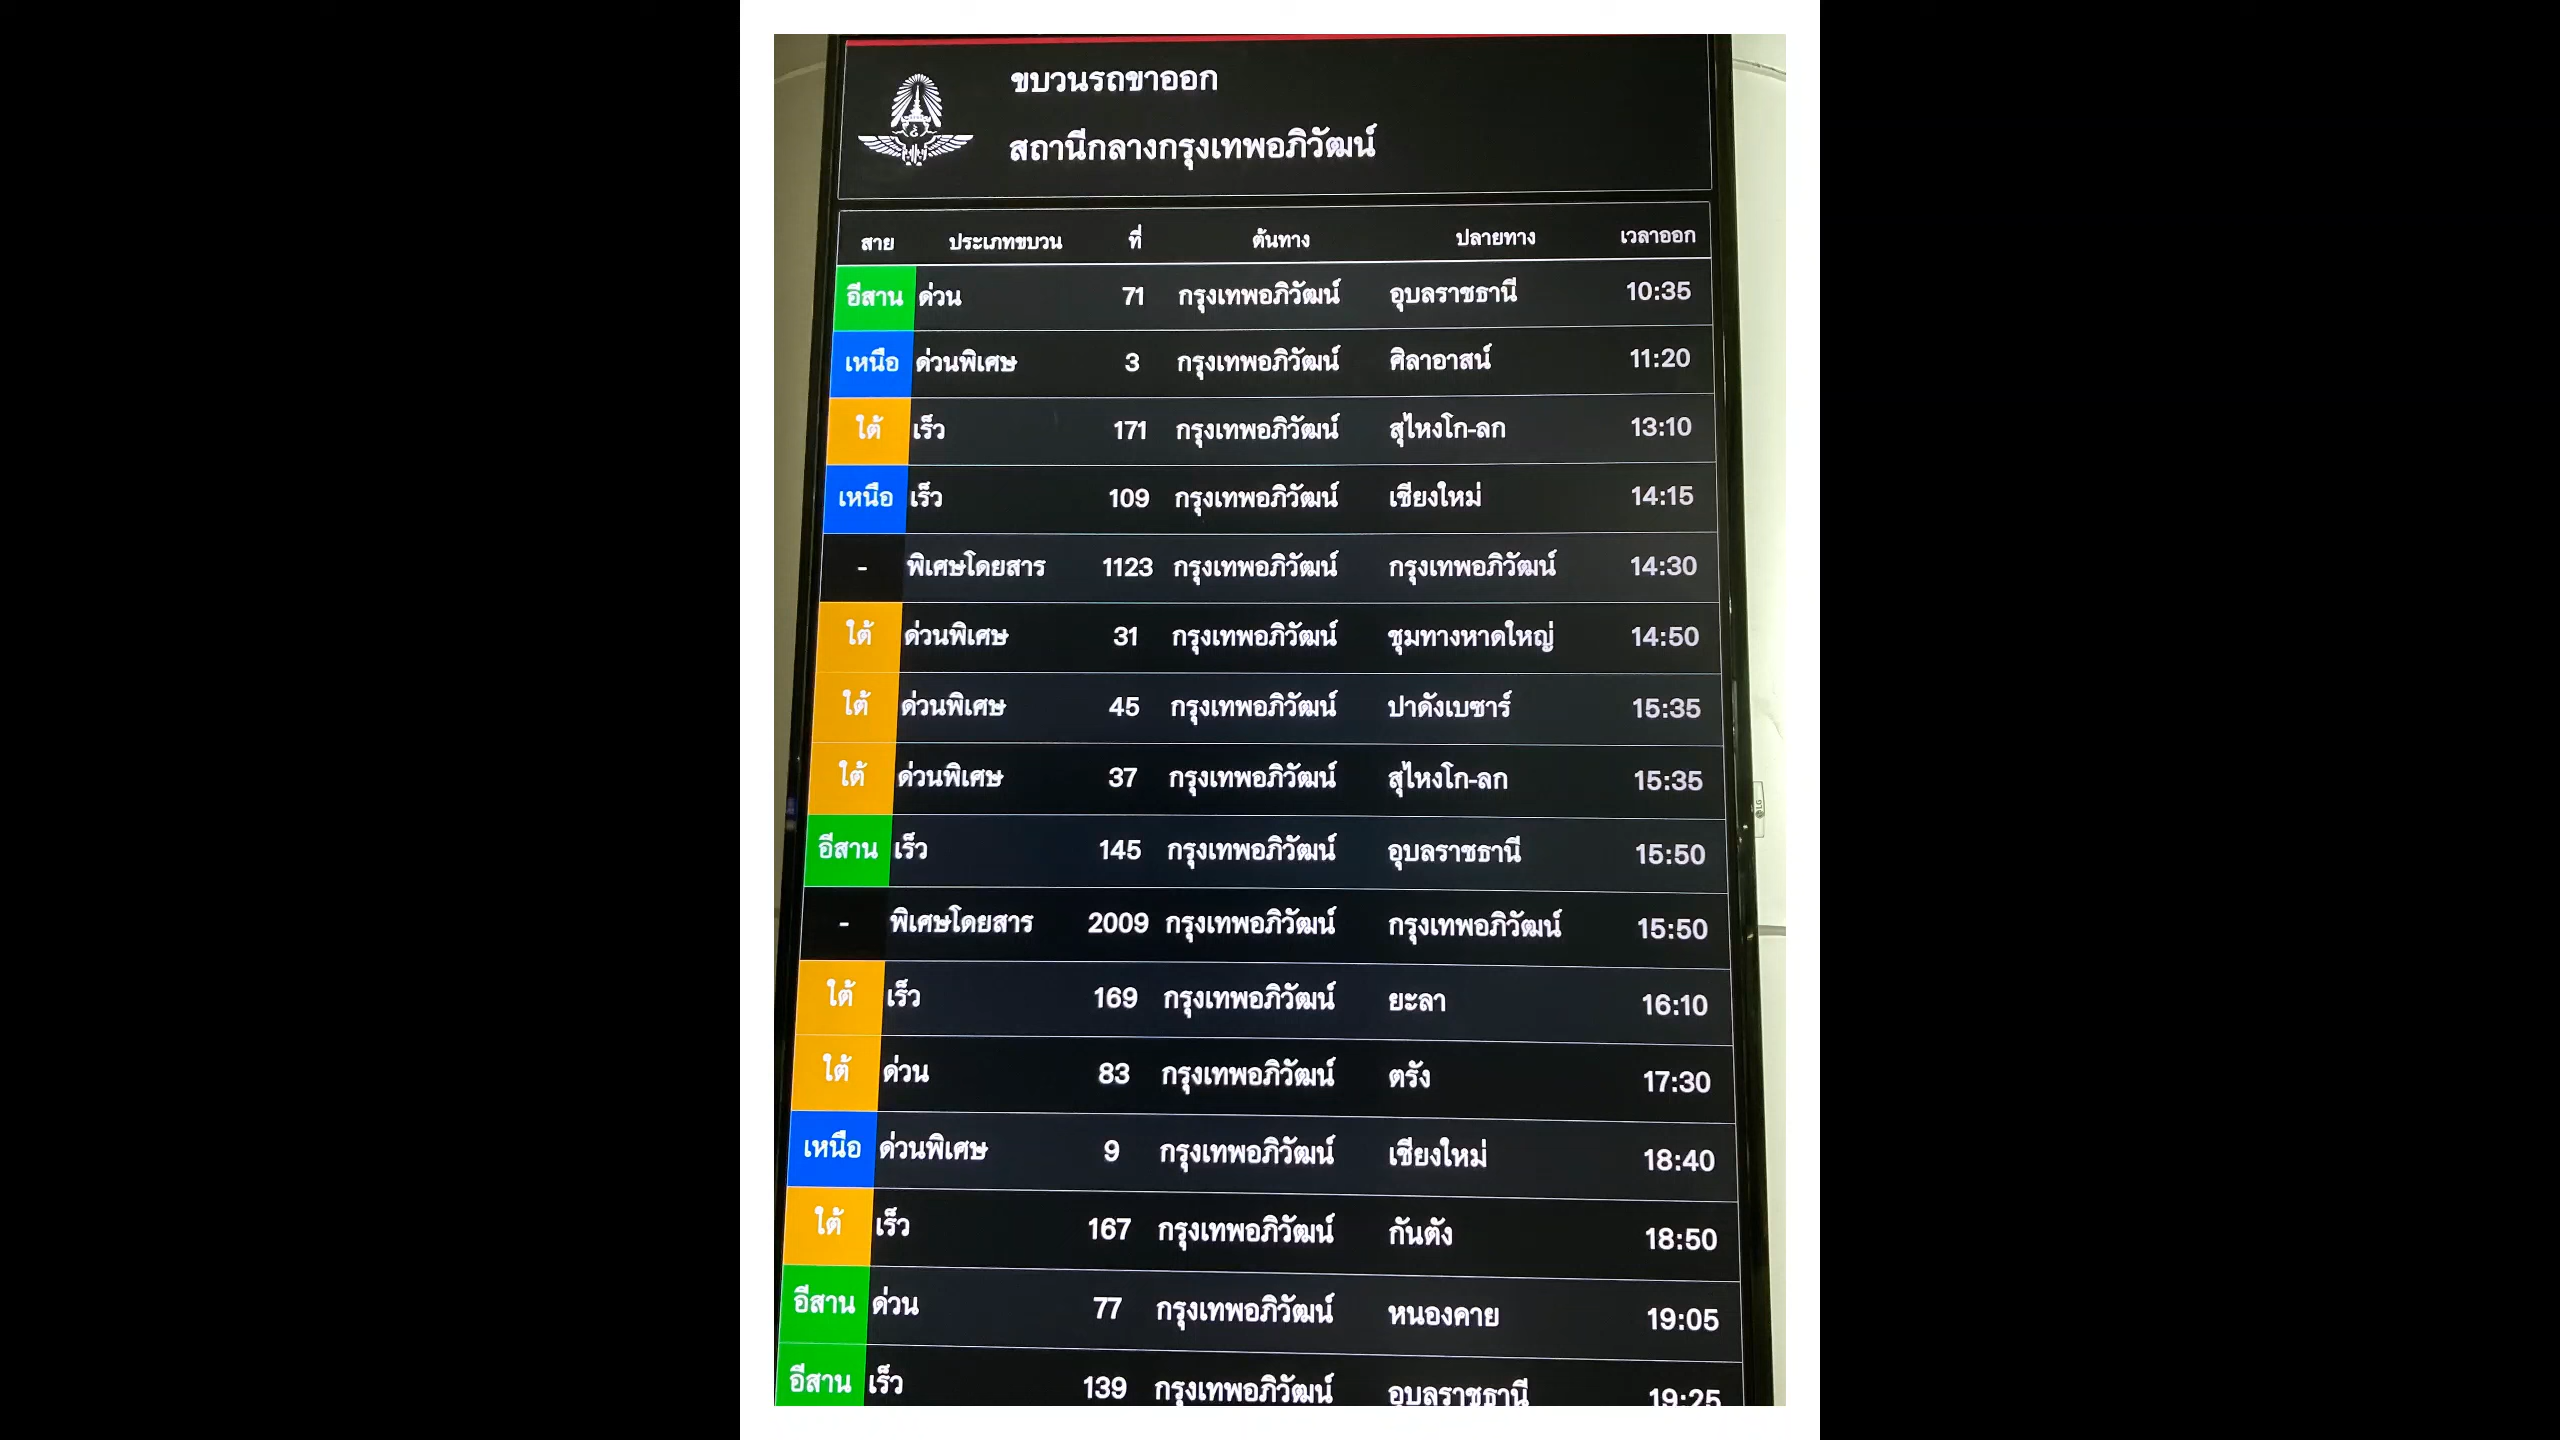 ขบวนรถขาออก
สถานีกลางกรุงเทพอภิวัฒน์
สาย ประเภทขบวน ที่ ต้นทาง ปลายทาง เวลาออก
อีสาน ด่วน 71 กรุงเทพอภิวัฒน์ อุบลราชธานี 10:35
เหนือ ด่วนพิเศษ 3 กรุงเทพอภิวัฒน์ ศิลาอาสน์ 11:20
ใต้ เร็ว 171 กรุงเทพอภิวัฒน์ สุไหงโก-ลก 13:10
เหนือ เร็ว 109 กรุงเทพอภิวัฒน์ เชียงใหม่ 14:15
- พิเศษโดยสาร 1123 กรุงเทพอภิวัฒน์ กรุงเทพอภิวัฒน์ 14:30
ใต้ ด่วนพิเศษ 31 กรุงเทพอภิวัฒน์ ชุมทางหาดใหญ่ 14:50
ใต้ ด่วนพิเศษ 45 กรุงเทพอภิวัฒน์ ปาดังเบซาร์ 15:35
ใต้ ด่วนพิเศษ 37 กรุงเทพอภิวัฒน์ สุไหงโก-ลก 15:35
อีสาน เร็ว 145 กรุงเทพอภิวัฒน์ อุบลราชธานี 15:50
- พิเศษโดยสาร 2009 กรุงเทพอภิวัฒน์ กรุงเทพอภิวัฒน์ 15:50
ใต้ เร็ว 169 กรุงเทพอภิวัฒน์ ยะลา 16:10
ใต้ ด่วน 83 กรุงเทพอภิวัฒน์ ตรัง 17:30
เหนือ ด่วนพิเศษ 9 กรุงเทพอภิวัฒน์ เชียงใหม่ 18:40
ใต้ เร็ว 167 กรุงเทพอภิวัฒน์ กันตัง 18:50
อีสาน ด่วน 77 กรุงเทพอภิวัฒน์ หนองคาย 19:05
อีสาน เร็ว 139 กรุงเทพอภิวัฒน์ อุบลราชธานี 19:25
LG